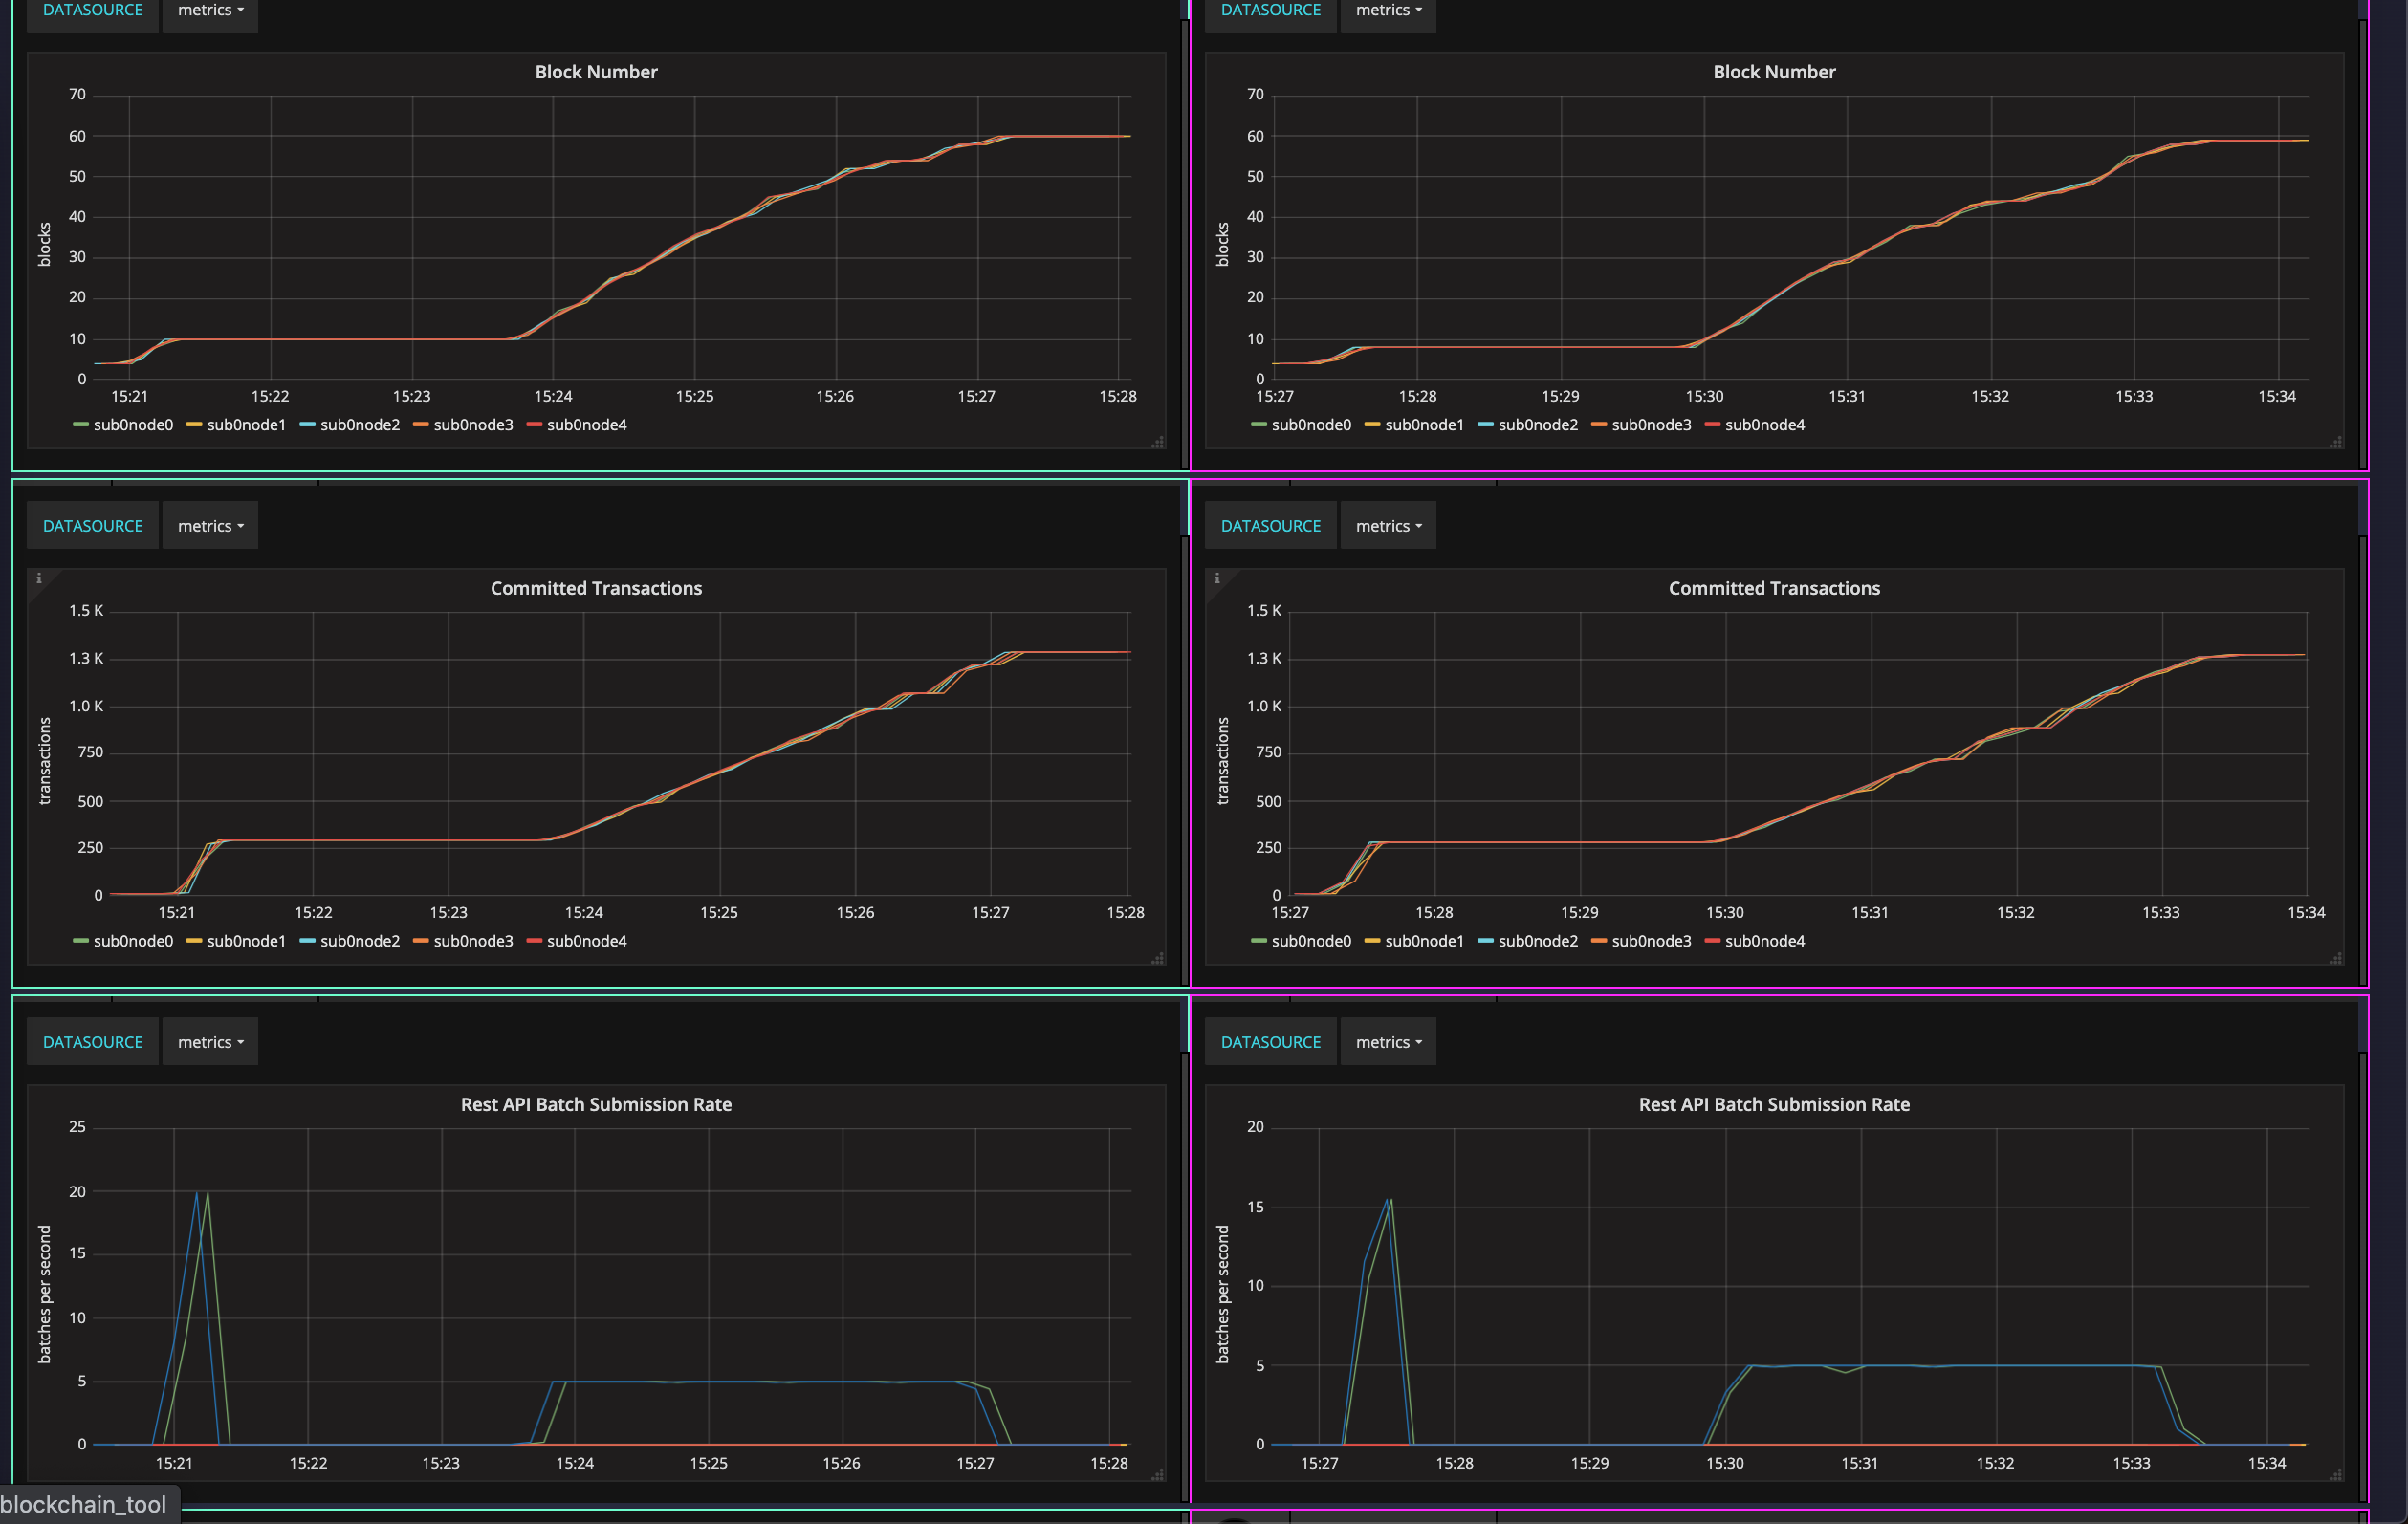 DATASOURCE metrics
DATASOURCE metrics
Block Number
70
60
50
40
30
20
10
0
blocks
15:21 15:22 15:23 15:24 15:25 15:26 15:27 15:28
sub0node0 sub0node1 sub0node2 sub0node3 sub0node4
Block Number
70
60
50
40
30
20
10
0
blocks
15:27 15:28 15:29 15:30 15:31 15:32 15:33 15:34
sub0node0 sub0node1 sub0node2 sub0node3 sub0node4
DATASOURCE metrics
DATASOURCE metrics
i
Committed Transactions
1.5 K
1.3 K
1.0 K
750
500
250
0
transactions
15:21 15:22 15:23 15:24 15:25 15:26 15:27 15:28
sub0node0 sub0node1 sub0node2 sub0node3 sub0node4
i
Committed Transactions
1.5 K
1.3 K
1.0 K
750
500
250
0
transactions
15:27 15:28 15:29 15:30 15:31 15:32 15:33 15:34
sub0node0 sub0node1 sub0node2 sub0node3 sub0node4
DATASOURCE metrics
DATASOURCE metrics
Rest API Batch Submission Rate
25
20
15
10
5
0
batches per second
15:21 15:22 15:23 15:24 15:25 15:26 15:27 15:28
Rest API Batch Submission Rate
20
15
10
5
0
batches per second
15:27 15:28 15:29 15:30 15:31 15:32 15:33 15:34
blockchain_tool